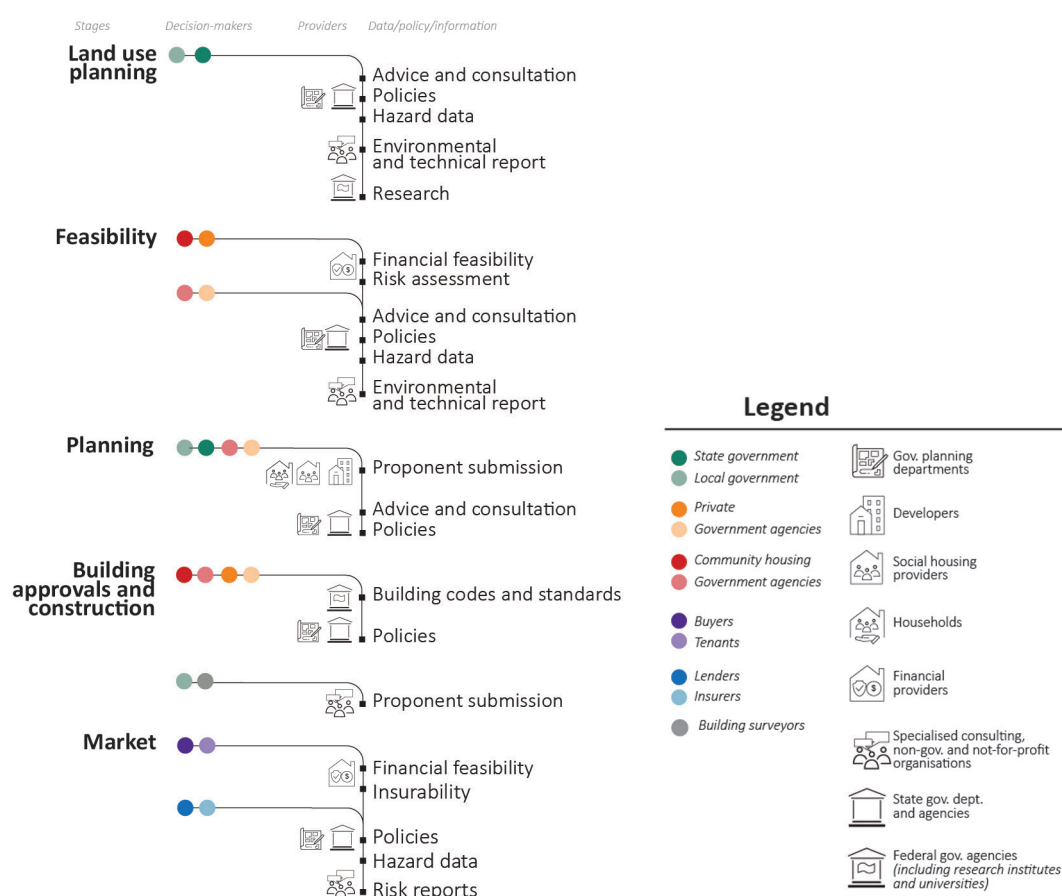 Stages Decision-makers Providers Data/policy/information
Land use
planning
Advice and consultation
Policies
Hazard data
Environmental
and technical report
Research
Feasibility
Financial feasibility
Risk assessment
Advice and consultation
Policies
Hazard data
Environmental
and technical report
Planning
Proponent submission
Advice and consultation
Policies
Building
approvals and
construction
Building codes and standards
Policies
Proponent submission
Market
Financial feasibility
Insurability
Policies
Hazard data
Risk reports
Legend
State government
Local government
Private
Government agencies
Community housing
Government agencies
Buyers
Tenants
Lenders
Insurers
Building surveyors
Gov. planning
departments
Developers
Social housing
providers
Households
Financial
providers
Specialised consulting,
non-gov. and not-for-profit
organisations
State gov. dept.
and agencies
Federal gov. agencies
(including research institutes
and universities)